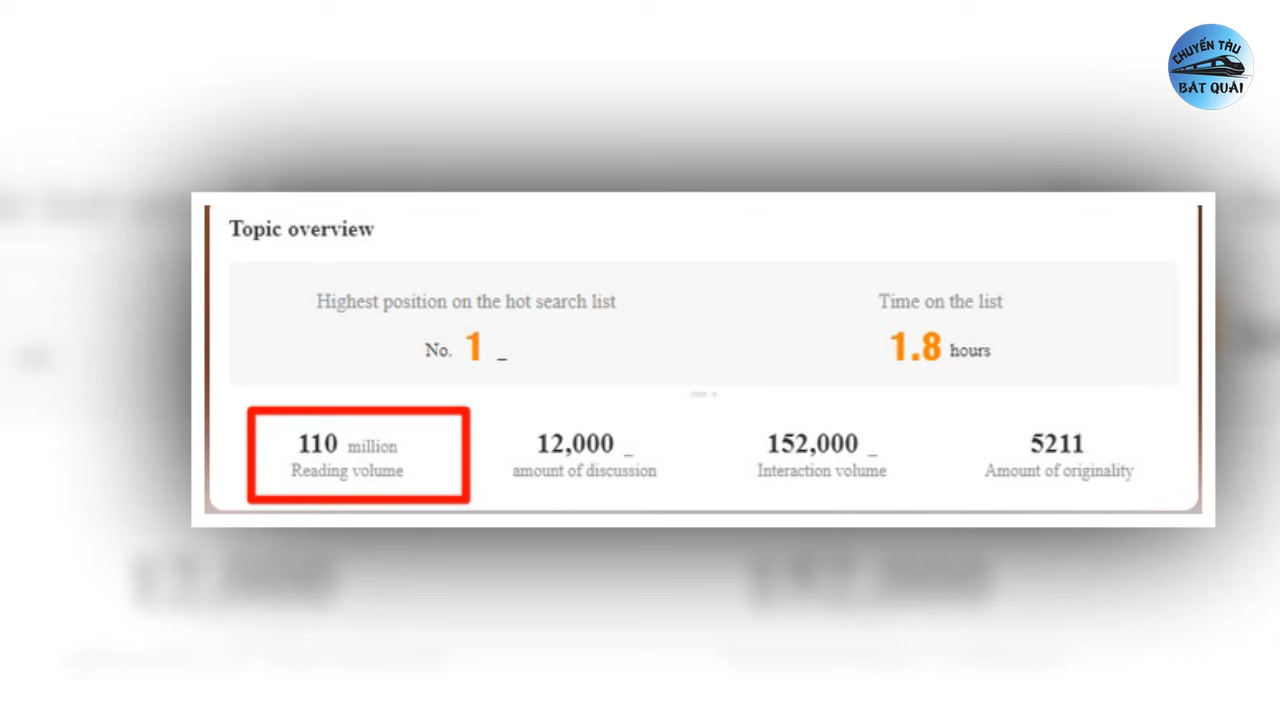 CHUYẾN TÀU
BÁT QUÁI
Topic overview
Highest position on the hot search list
Time on the list
No. 1 _
1.8 hours
110 million
12,000 _
152,000 _
5211
Reading volume
amount of discussion
Interaction volume
Amount of originality